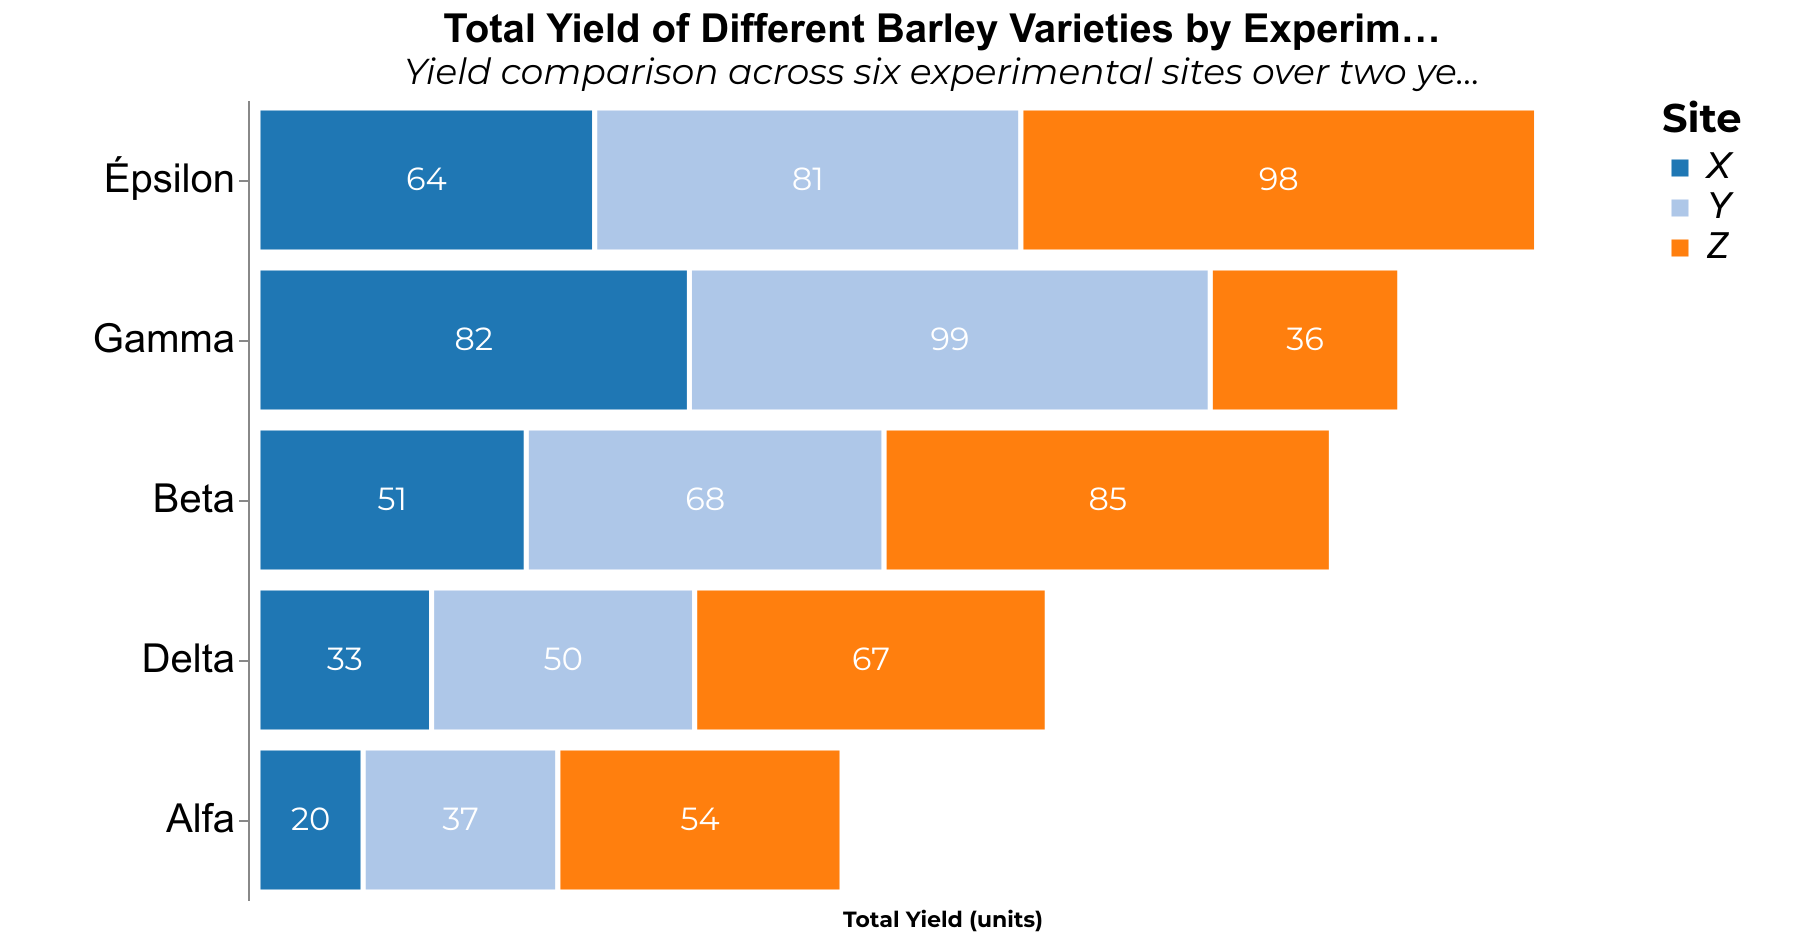 Total Yield of Different Barley Varieties by Experim…
Yield comparison across six experimental sites over two ye…
Site
X
Y
Z
Épsilon
64
81
98
Gamma
82
99
36
Beta
51
68
85
Delta
33
50
67
Alfa
20
37
54
Total Yield (units)